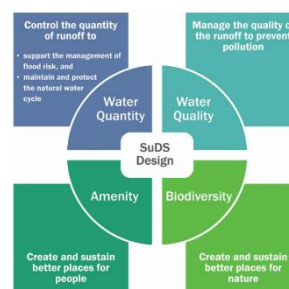 Control the quantity
of runoff to
• support the management of
flood risk, and
• maintain and protect
the natural water
cycle
Manage the quality of
the runoff to prevent
pollution
Water
Quantity
Water
Quality
SuDS
Design
Amenity
Biodiversity
Create and sustain
better places for
people
Create and sustain
better places for
nature